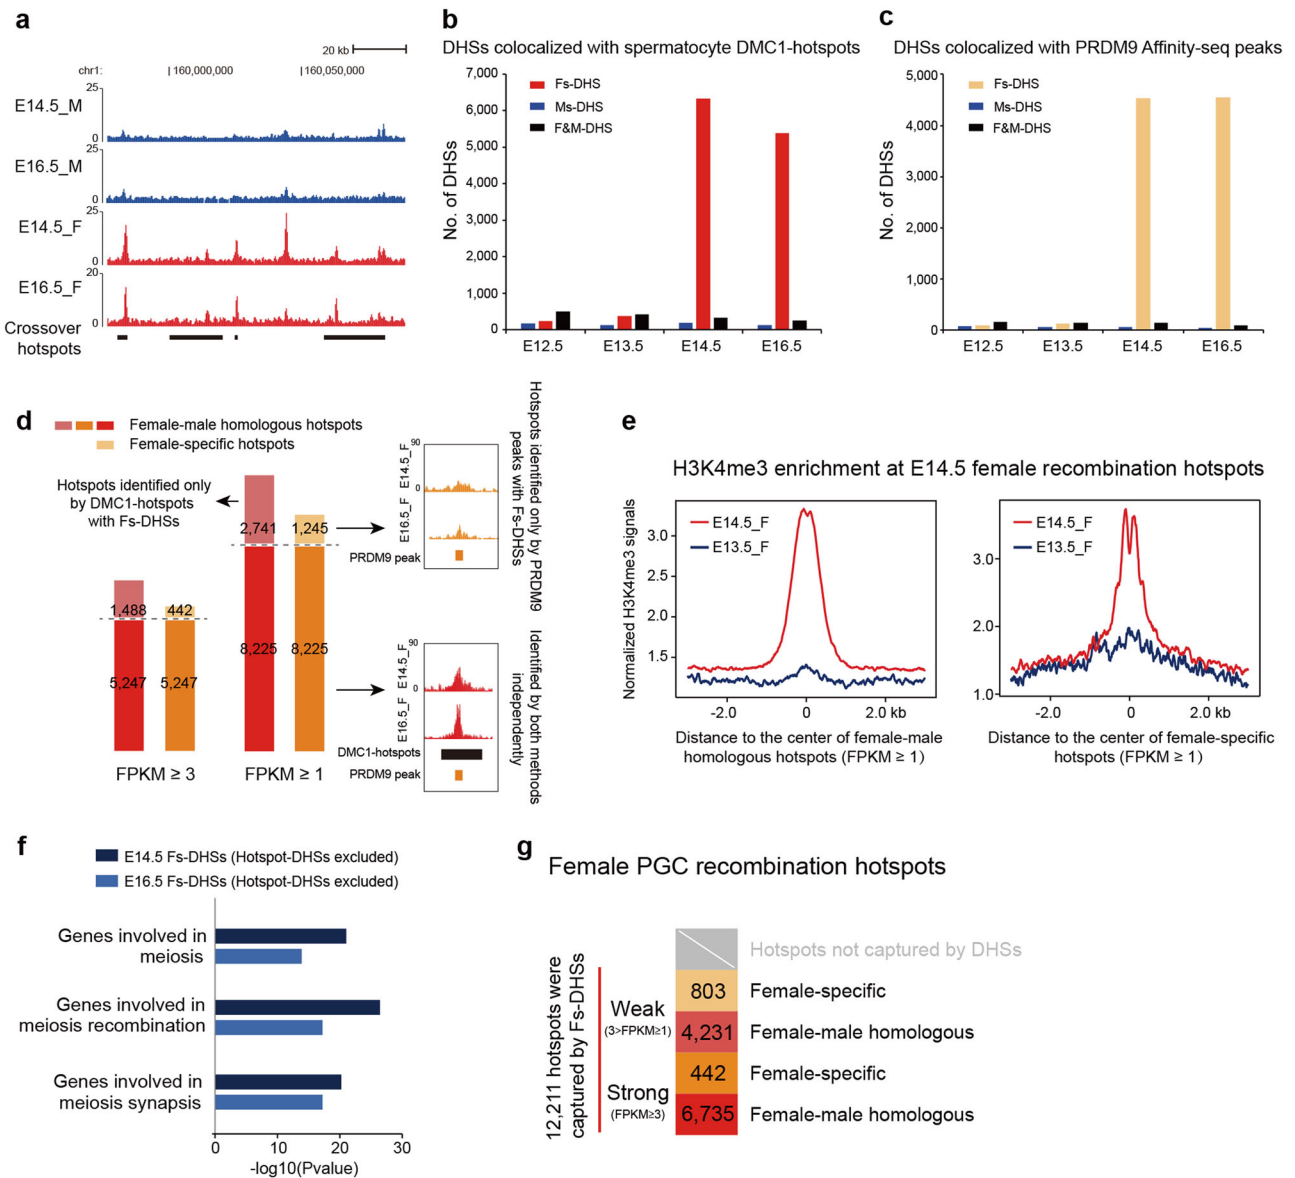 a
20 kb
chr1:
160,000,000
160,050,000
25
E14.5_M
0
25
E16.5_M
0
25
E14.5_F
0
20
E16.5_F
0
Crossover
hotspots
b
DHSs colocalized with spermatocyte DMC1-hotspots
No. of DHSs
7,000
6,000
5,000
4,000
3,000
2,000
1,000
0
Fs-DHS
Ms-DHS
F&M-DHS
E12.5 E13.5 E14.5 E16.5
c
DHSs colocalized with PRDM9 Affinity-seq peaks
No. of DHSs
5,000
4,000
3,000
2,000
1,000
0
Fs-DHS
Ms-DHS
F&M-DHS
E12.5 E13.5 E14.5 E16.5
d
Female-male homologous hotspots
Female-specific hotspots
Hotspots identified only
by DMC1-hotspots
with Fs-DHSs
2,741 1,245
1,488 442
8,225 8,225
5,247 5,247
FPKM ≥ 3 FPKM ≥ 1
90
E14.5_F
0
E16.5_F
PRDM9 peak
Hotspots identified only by PRDM9
peaks with Fs-DHSs
90
E14.5_F
0
E16.5_F
DMC1-hotspots
PRDM9 peak
Identified by both methods
independently
e
H3K4me3 enrichment at E14.5 female recombination hotspots
Normalized H3K4me3 signals
3.0
2.5
2.0
1.5
E14.5_F
E13.5_F
-2.0 0 2.0 kb
Distance to the center of female-male
homologous hotspots (FPKM ≥ 1)
3.0
2.0
1.0
E14.5_F
E13.5_F
-2.0 0 2.0 kb
Distance to the center of female-specific
hotspots (FPKM ≥ 1)
f
E14.5 Fs-DHSs (Hotspot-DHSs excluded)
E16.5 Fs-DHSs (Hotspot-DHSs excluded)
Genes involved in
meiosis
Genes involved in
meiosis recombination
Genes involved in
meiosis synapsis
0 10 20 30
-log10(Pvalue)
g
Female PGC recombination hotspots
12,211 hotspots were
captured by Fs-DHSs
Hotspots not captured by DHSs
Weak
(3>FPKM≥1)
803 Female-specific
4,231 Female-male homologous
Strong
(FPKM≥3)
442 Female-specific
6,735 Female-male homologous